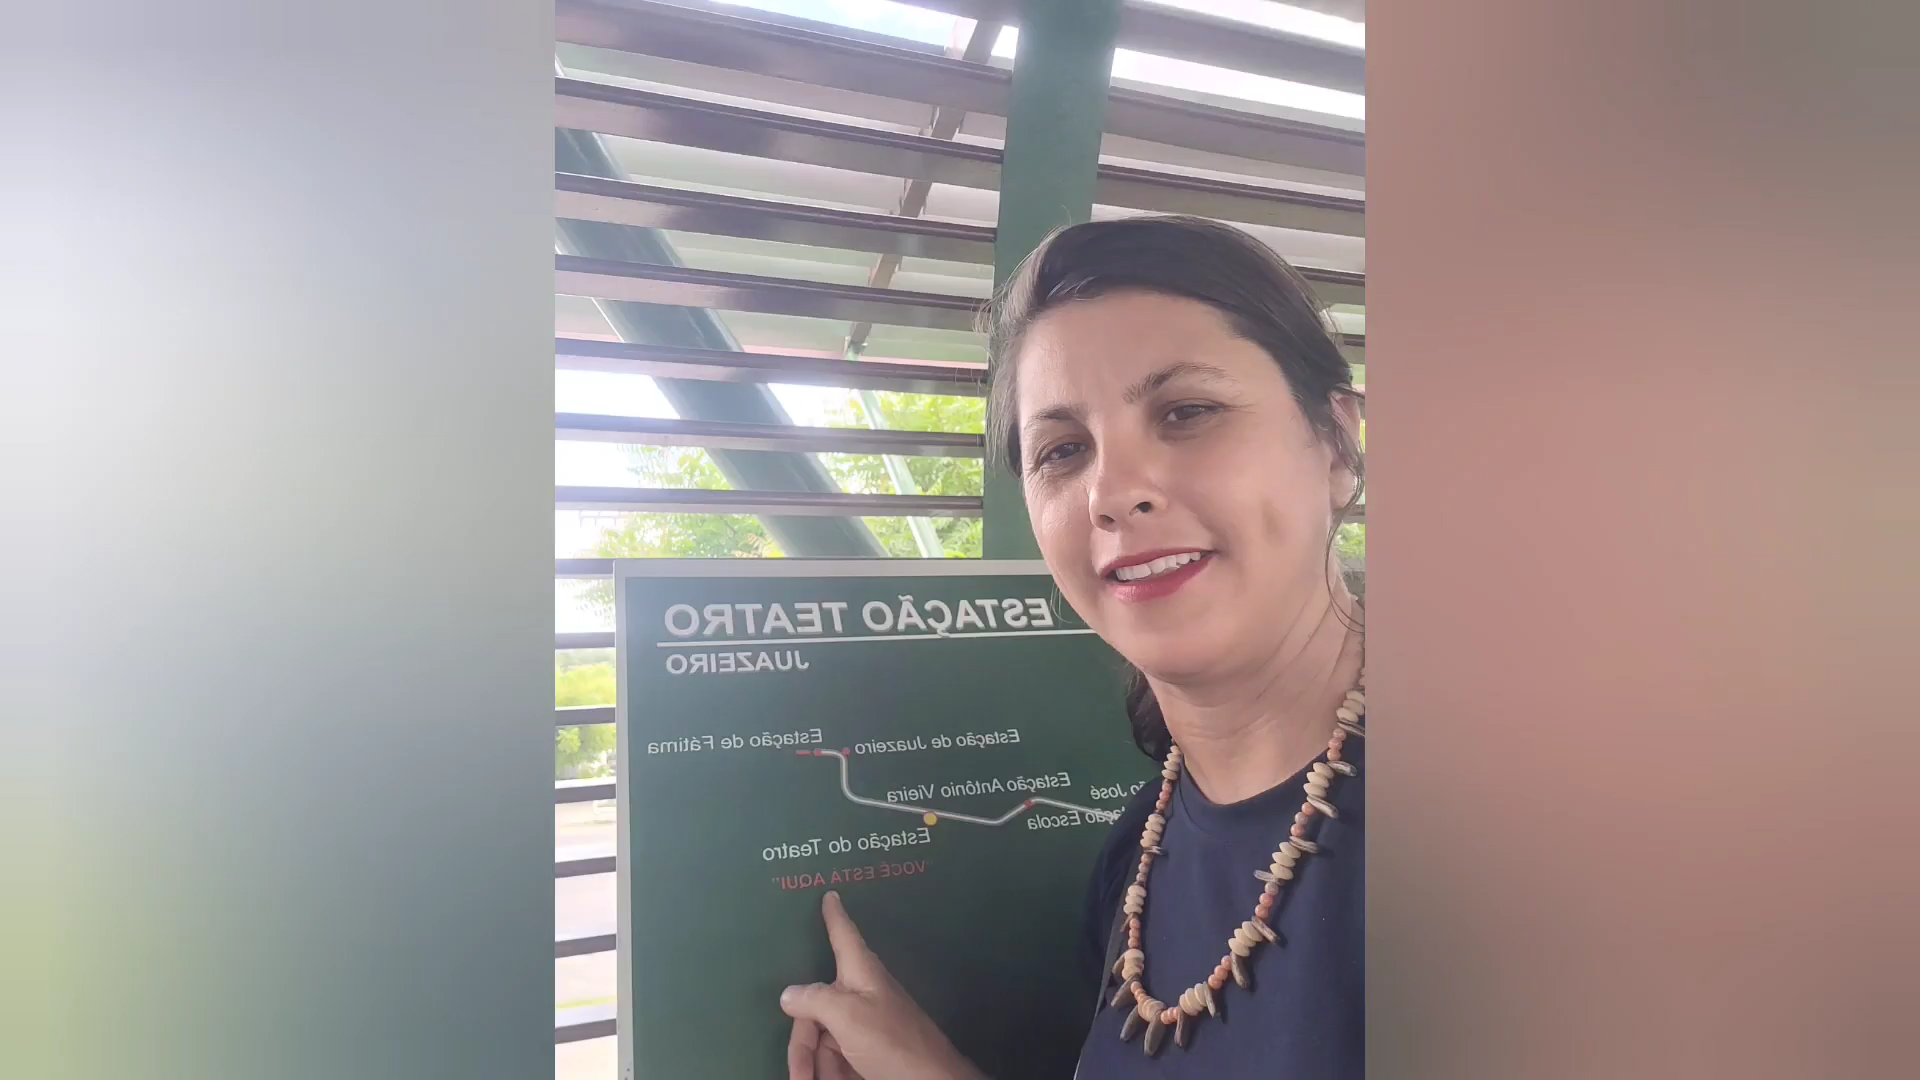 ESTAÇÃO TEATRO
JUAZEIRO
Estação de Juazeiro
Estação de Fátima
José
Estação Antônio Vieira
Escola
Estação do Teatro
"VOCÊ ESTÁ AQUI"